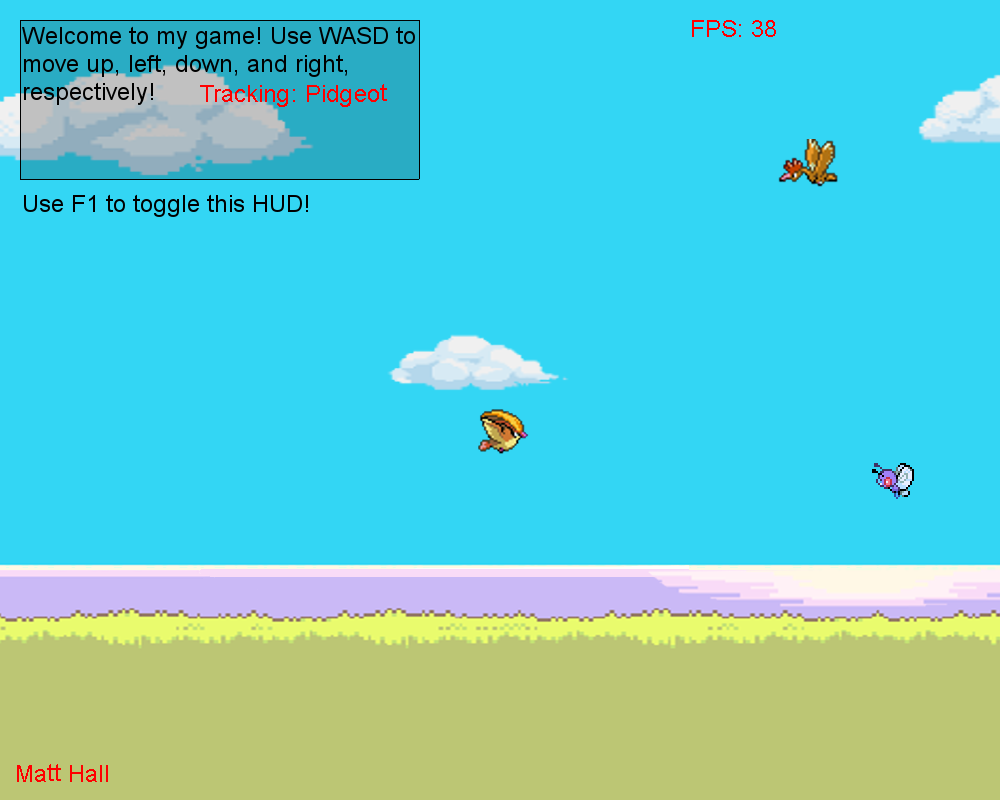 Welcome to my game! Use WASD to
move up, left, down, and right,
respectively!
Tracking: Pidgeot
Use F1 to toggle this HUD!
FPS: 38
Matt Hall